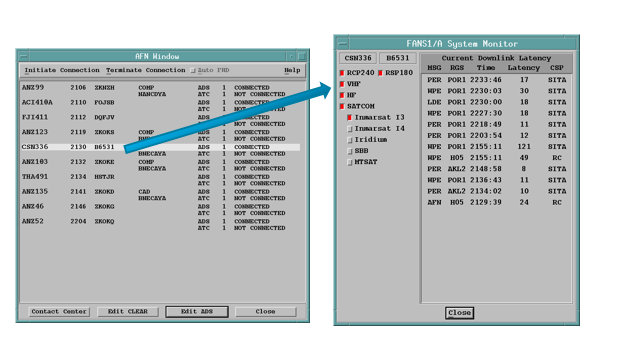 AFN Window
Initiate Connection Terminate Connection Auto FMD Help
ANZ99 2106 ZKNZH COMP ADS 1 CONNECTED
NANCDYA ATC 1 NOT CONNECTED
ACI410A 2110 FOJSB ADS 1 CONNECTED
ATC 1 NOT CONNECTED
FJI411 2112 DQFJV ADS 1 CONNECTED
ATC 1 NOT CONNECTED
ANZ123 2119 ZKOKS COMP ADS 1 CONNECTED
ATC 1 NOT CONNECTED
CSN336 2130 B6531 ADS 1 CONNECTED
BNECAYA ATC 1 NOT CONNECTED
ANZ103 2132 ZKOKE COMP ADS 1 CONNECTED
BNECAYA ATC 1 NOT CONNECTED
THA491 2134 HSTJR ADS 1 CONNECTED
ATC 1 NOT CONNECTED
ANZ135 2141 ZKOKD CAD ADS 1 CONNECTED
BNECAYA ATC 1 NOT CONNECTED
ANZ46 2146 ZKOKG ADS 1 CONNECTED
ATC 1 NOT CONNECTED
ANZ52 2204 ZKOKQ ADS 1 CONNECTED
ATC 1 NOT CONNECTED
Contact Center Edit CLEAR Edit ADS Close
FANS1/A System Monitor
CSN336 B6531
RCP240 RSP180
VHF
HF
SATCOM
Inmarsat I3
Inmarsat I4
Iridium
SBB
MTSAT
Current Downlink Latency
MSG RGS Time Latency CSP
PER POR1 2233:46 17 SITA
WPE POR1 2230:03 30 SITA
LDE POR1 2230:00 18 SITA
WPE POR1 2227:30 18 SITA
PER POR1 2218:49 11 SITA
PER POR1 2203:54 12 SITA
WPE POR1 2155:11 121 SITA
WPE H05 2155:11 49 RC
PER AKL2 2148:58 8 SITA
WPE POR1 2136:43 11 SITA
PER AKL2 2134:02 10 SITA
AFN H05 2129:39 24 RC
Close